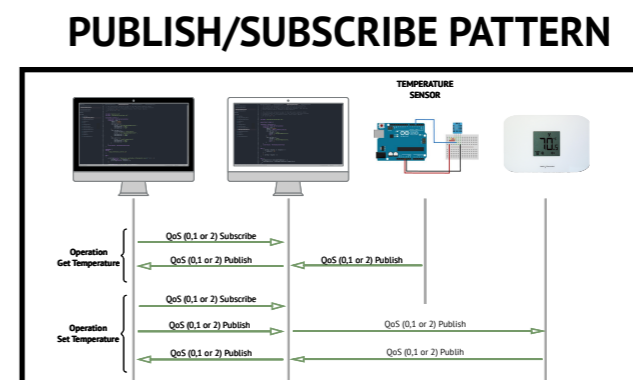 PUBLISH/SUBSCRIBE PATTERN
TEMPERATURE
SENSOR
70
QoS (0,1 or 2) Subscribe
Operation
Get Temperature
QoS (0,1 or 2) Publish
QoS (0,1 or 2) Publish
QoS (0,1 or 2) Subscribe
Operation
Set Temperature
QoS (0,1 or 2) Publish
QoS (0,1 or 2) Publish
QoS (0,1 or 2) Publish
QoS (0,1 or 2) Publih